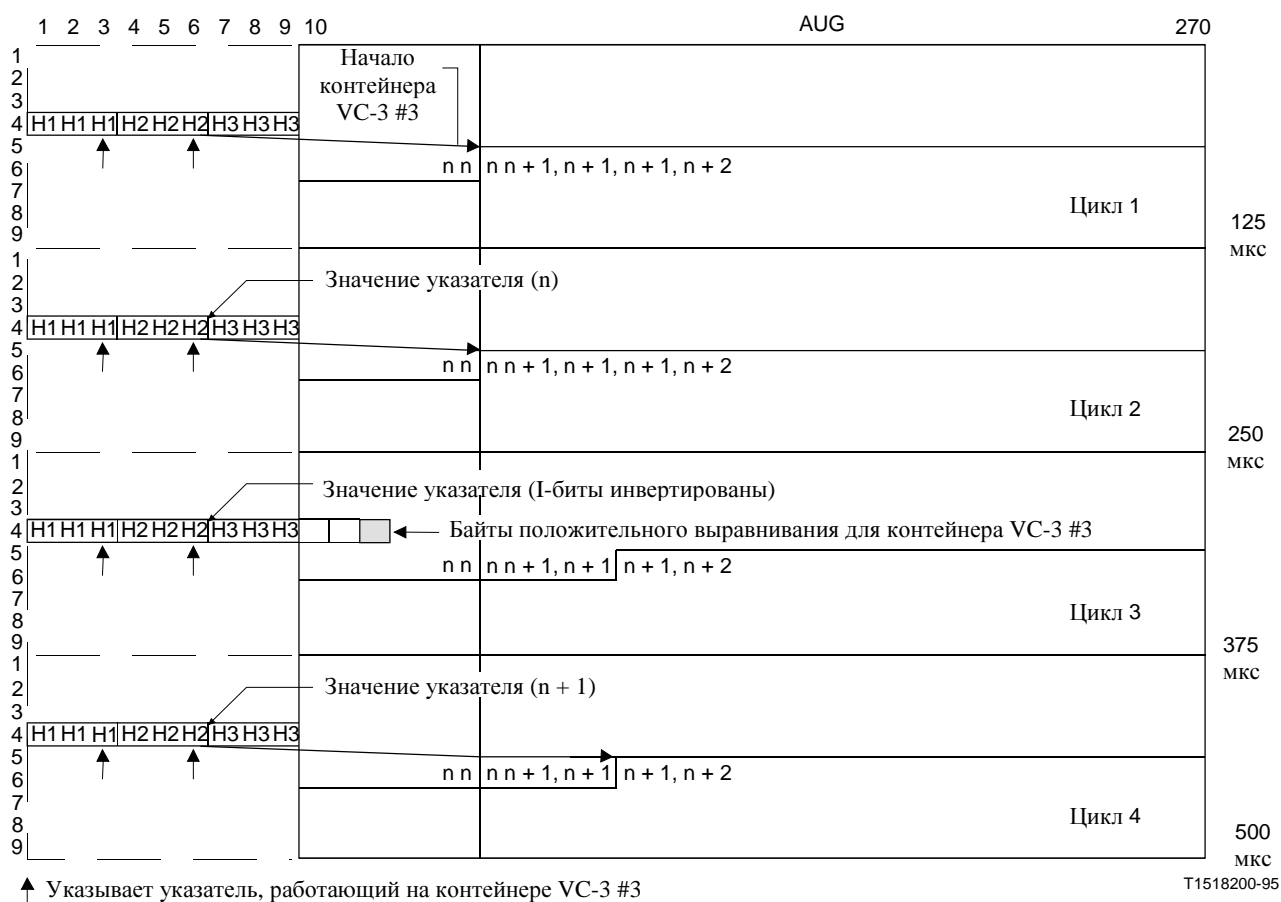 1 2 3 4 5 6 7 8 9 10 AUG 270
1
2
3
4 H1 H1 H1 H2 H2 H2 H3 H3 H3
5
6
7
8
9
Начало
контейнера
VC-3 #3
n n n n + 1, n + 1, n + 1, n + 2
Цикл 1
125
мкс
1
2
3
4 H1 H1 H1 H2 H2 H2 H3 H3 H3
5
6
7
8
9
Значение указателя (n)
n n n n + 1, n + 1, n + 1, n + 2
Цикл 2
250
мкс
1
2
3
4 H1 H1 H1 H2 H2 H2 H3 H3 H3
5
6
7
8
9
Значение указателя (I-биты инвертированы)
Байты положительного выравнивания для контейнера VC-3 #3
n n n n + 1, n + 1 n + 1, n + 2
Цикл 3
375
мкс
1
2
3
4 H1 H1 H1 H2 H2 H2 H3 H3 H3
5
6
7
8
9
Значение указателя (n + 1)
n n n n + 1, n + 1 n + 1, n + 2
Цикл 4
500
мкс
Указывает указатель, работающий на контейнере VC-3 #3
T1518200-95